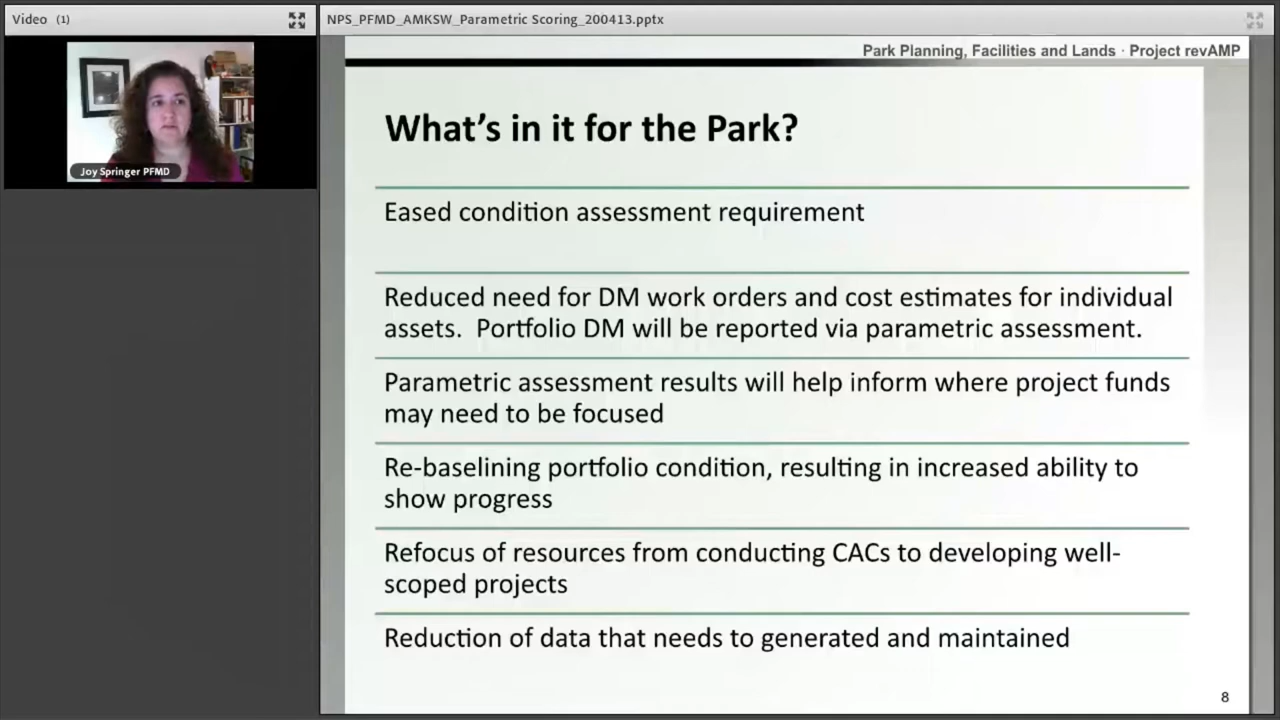 Video (1)
NPS_PFMD_AMKSW_Parametric Scoring_200413.pptx
Joy Springer PFMD
Park Planning, Facilities and Lands · Project revAMP
What's in it for the Park?
Eased condition assessment requirement
Reduced need for DM work orders and cost estimates for individual
assets.  Portfolio DM will be reported via parametric assessment.
Parametric assessment results will help inform where project funds
may need to be focused
Re-baselining portfolio condition, resulting in increased ability to
show progress
Refocus of resources from conducting CACs to developing well-
scoped projects
Reduction of data that needs to generated and maintained
8